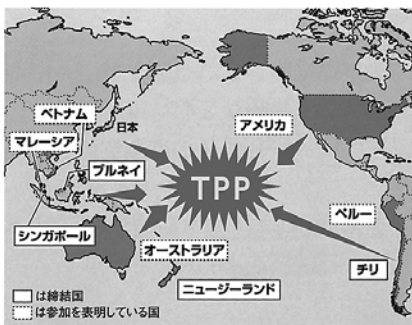 ベトナム
日本
マレーシア
ブルネイ
アメリカ
TPP
ペルー
シンガポール
オーストラリア
チリ
ニュージーランド
は締結国
は参加を表明している国